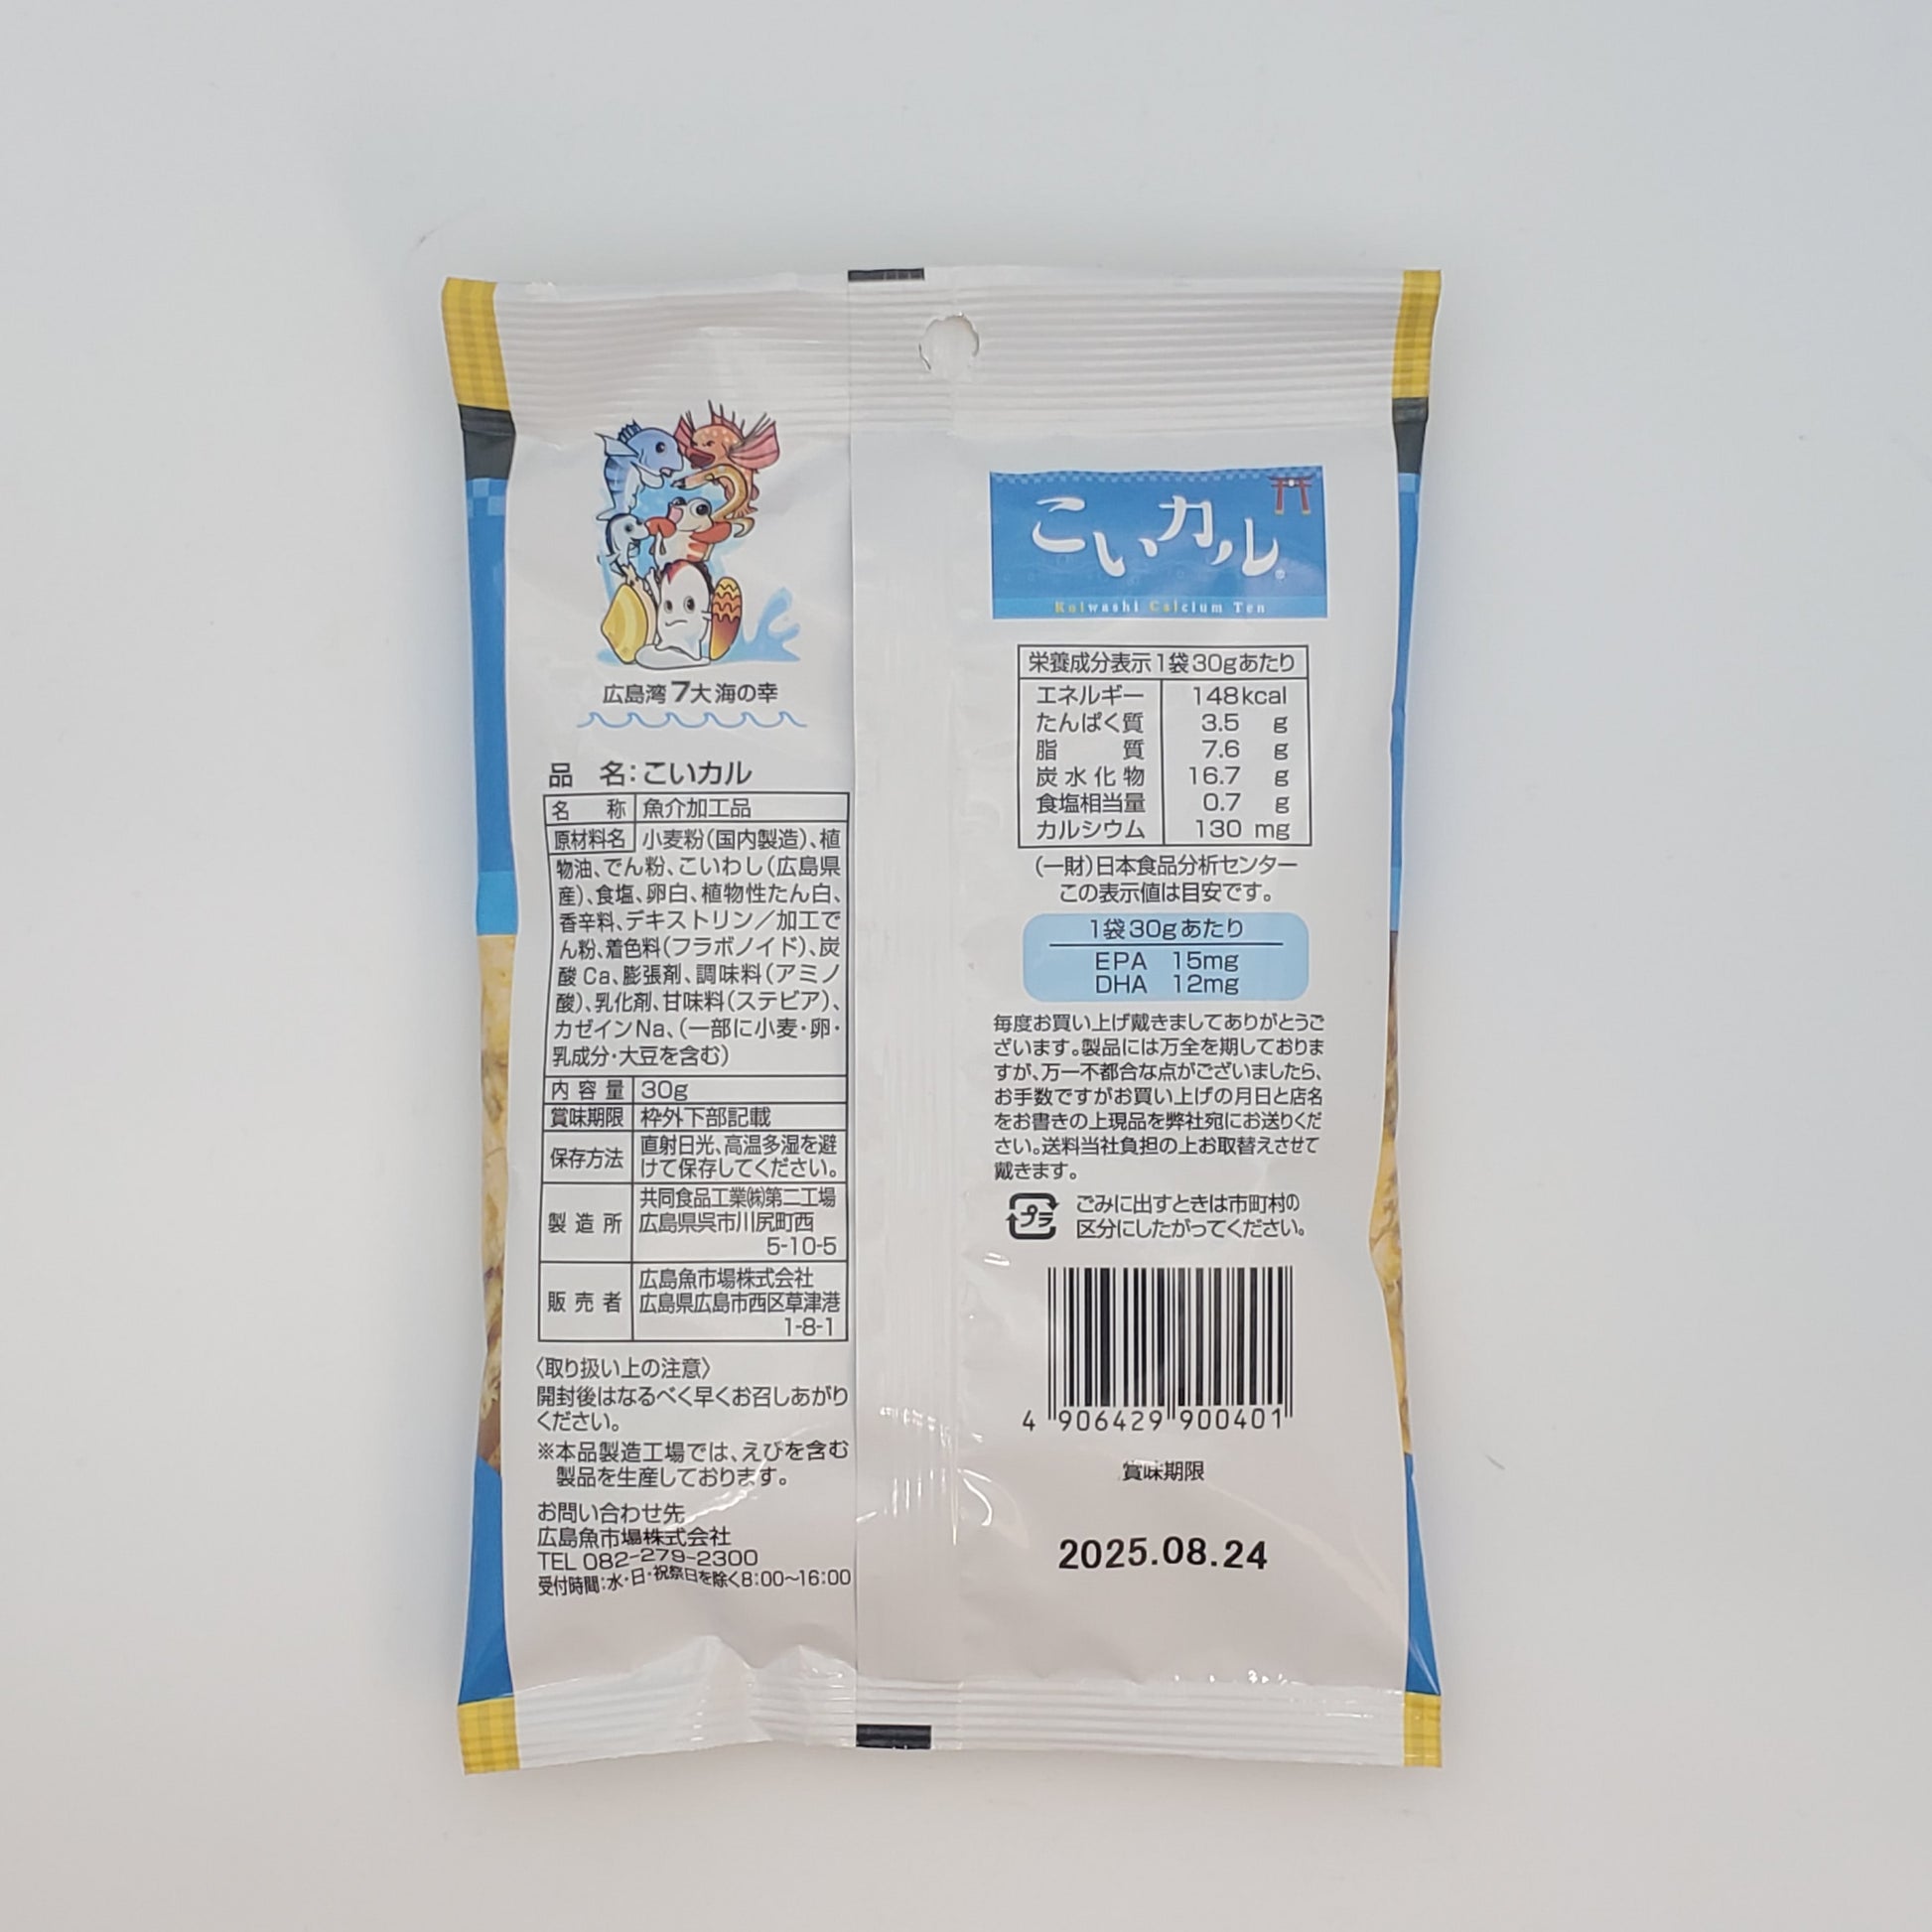 広島湾7大海の幸
品 名:こいカル
名 称 魚介加工品
原材料名 小麦粉(国内製造)、植
物油、でん粉、こいわし(広島県
産)、食塩、卵白、植物性たん白、
香辛料、デキストリン/加工で
ん粉、着色料(フラボノイド)、炭
酸Ca、膨張剤、調味料(アミノ
酸)、乳化剤、甘味料(ステビア)、
カゼインNa、(一部に小麦・卵・
乳成分・大豆を含む)
内容量 30g
賞味期限 枠外下部記載
保存方法 直射日光、高温多湿を避
けて保存してください。
製造所 共同食品工業㈱第二工場
広島県呉市川尻町西
5-10-5
販売者 広島魚市場株式会社
広島県広島市西区草津港
1-8-1
〈取り扱い上の注意〉
開封後はなるべく早くお召しあがり
ください。
※本品製造工場では、えびを含む
製品を生産しております。
お問い合わせ先
広島魚市場株式会社
TEL 082-279-2300
受付時間:水・日・祝祭日を除く8:00~16:00
こいカル®
Koiwashi Calcium Ten
栄養成分表示1袋30gあたり
エネルギー 148kcal
たんぱく質 3.5 g
脂質 7.6 g
炭水化物 16.7 g
食塩相当量 0.7 g
カルシウム 130 mg
(一財)日本食品分析センター
この表示値は目安です。
1袋30gあたり
EPA 15mg
DHA 12mg
毎度お買い上げ戴きましてありがとうご
ざいます。製品には万全を期しておりま
すが、万一不都合な点がございましたら、
お手数ですがお買い上げの月日と店名
をお書きの上現品を弊社宛にお送りくだ
さい。送料当社負担の上お取替えさせて
戴きます。
プラ
ごみに出すときは市町村の
区分にしたがってください。
4 906429 900401
賞味期限
2025.08.24